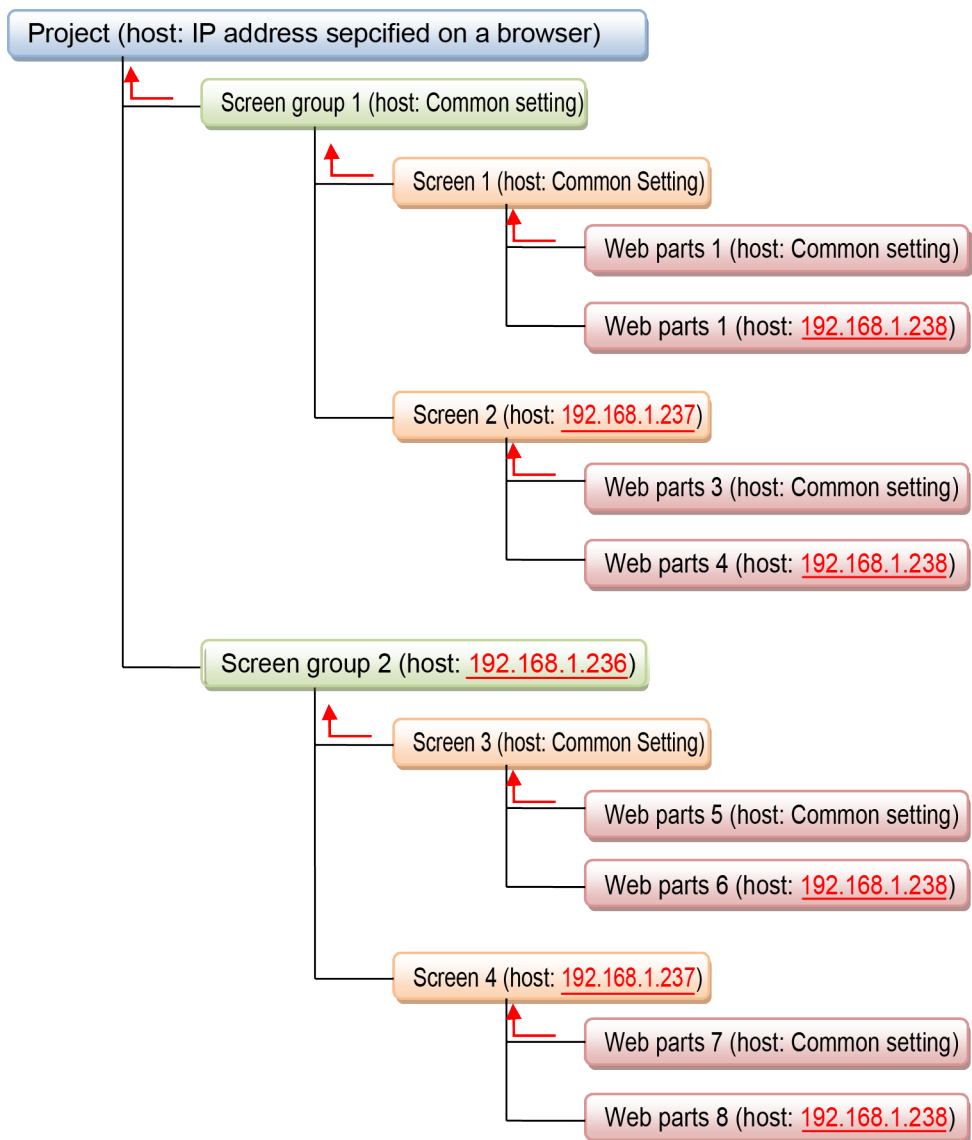 Project (host: IP address sepcified on a browser)
Screen group 1 (host: Common setting)
Screen 1 (host: Common Setting)
Web parts 1 (host: Common setting)
Web parts 1 (host: 192.168.1.238)
Screen 2 (host: 192.168.1.237)
Web parts 3 (host: Common setting)
Web parts 4 (host: 192.168.1.238)
Screen group 2 (host: 192.168.1.236)
Screen 3 (host: Common Setting)
Web parts 5 (host: Common setting)
Web parts 6 (host: 192.168.1.238)
Screen 4 (host: 192.168.1.237)
Web parts 7 (host: Common setting)
Web parts 8 (host: 192.168.1.238)